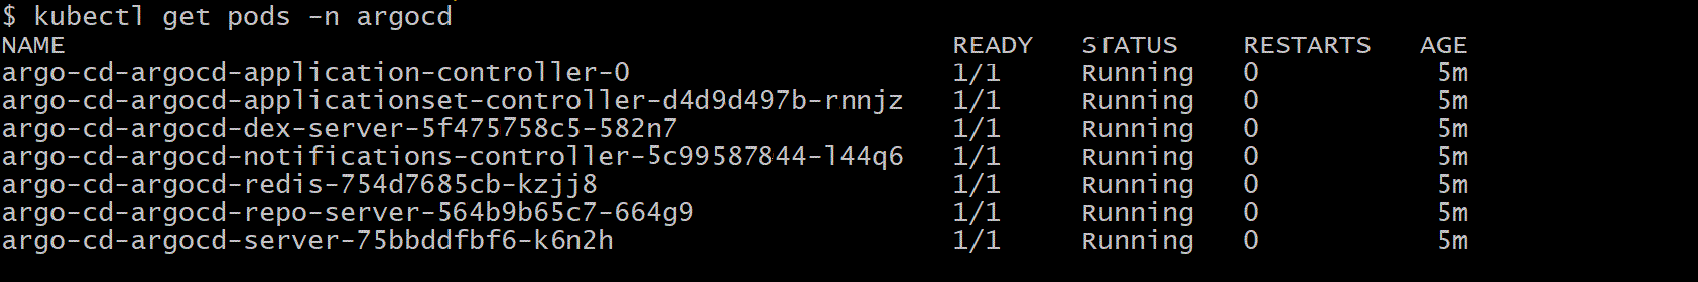 $ kubectl get pods -n argocd
NAME                                                       READY   STATUS    RESTARTS   AGE
argo-cd-argocd-application-controller-0                    1/1     Running   0           5m
argo-cd-argocd-applicationset-controller-d4d9d497b-rnnjz   1/1     Running   0           5m
argo-cd-argocd-dex-server-5f475758c5-582n7                 1/1     Running   0           5m
argo-cd-argocd-notifications-controller-5c99587844-l44q6   1/1     Running   0           5m
argo-cd-argocd-redis-754d7685cb-kzjj8                      1/1     Running   0           5m
argo-cd-argocd-repo-server-564b9b65c7-664g9                1/1     Running   0           5m
argo-cd-argocd-server-75bbddfbf6-k6n2h                     1/1     Running   0           5m